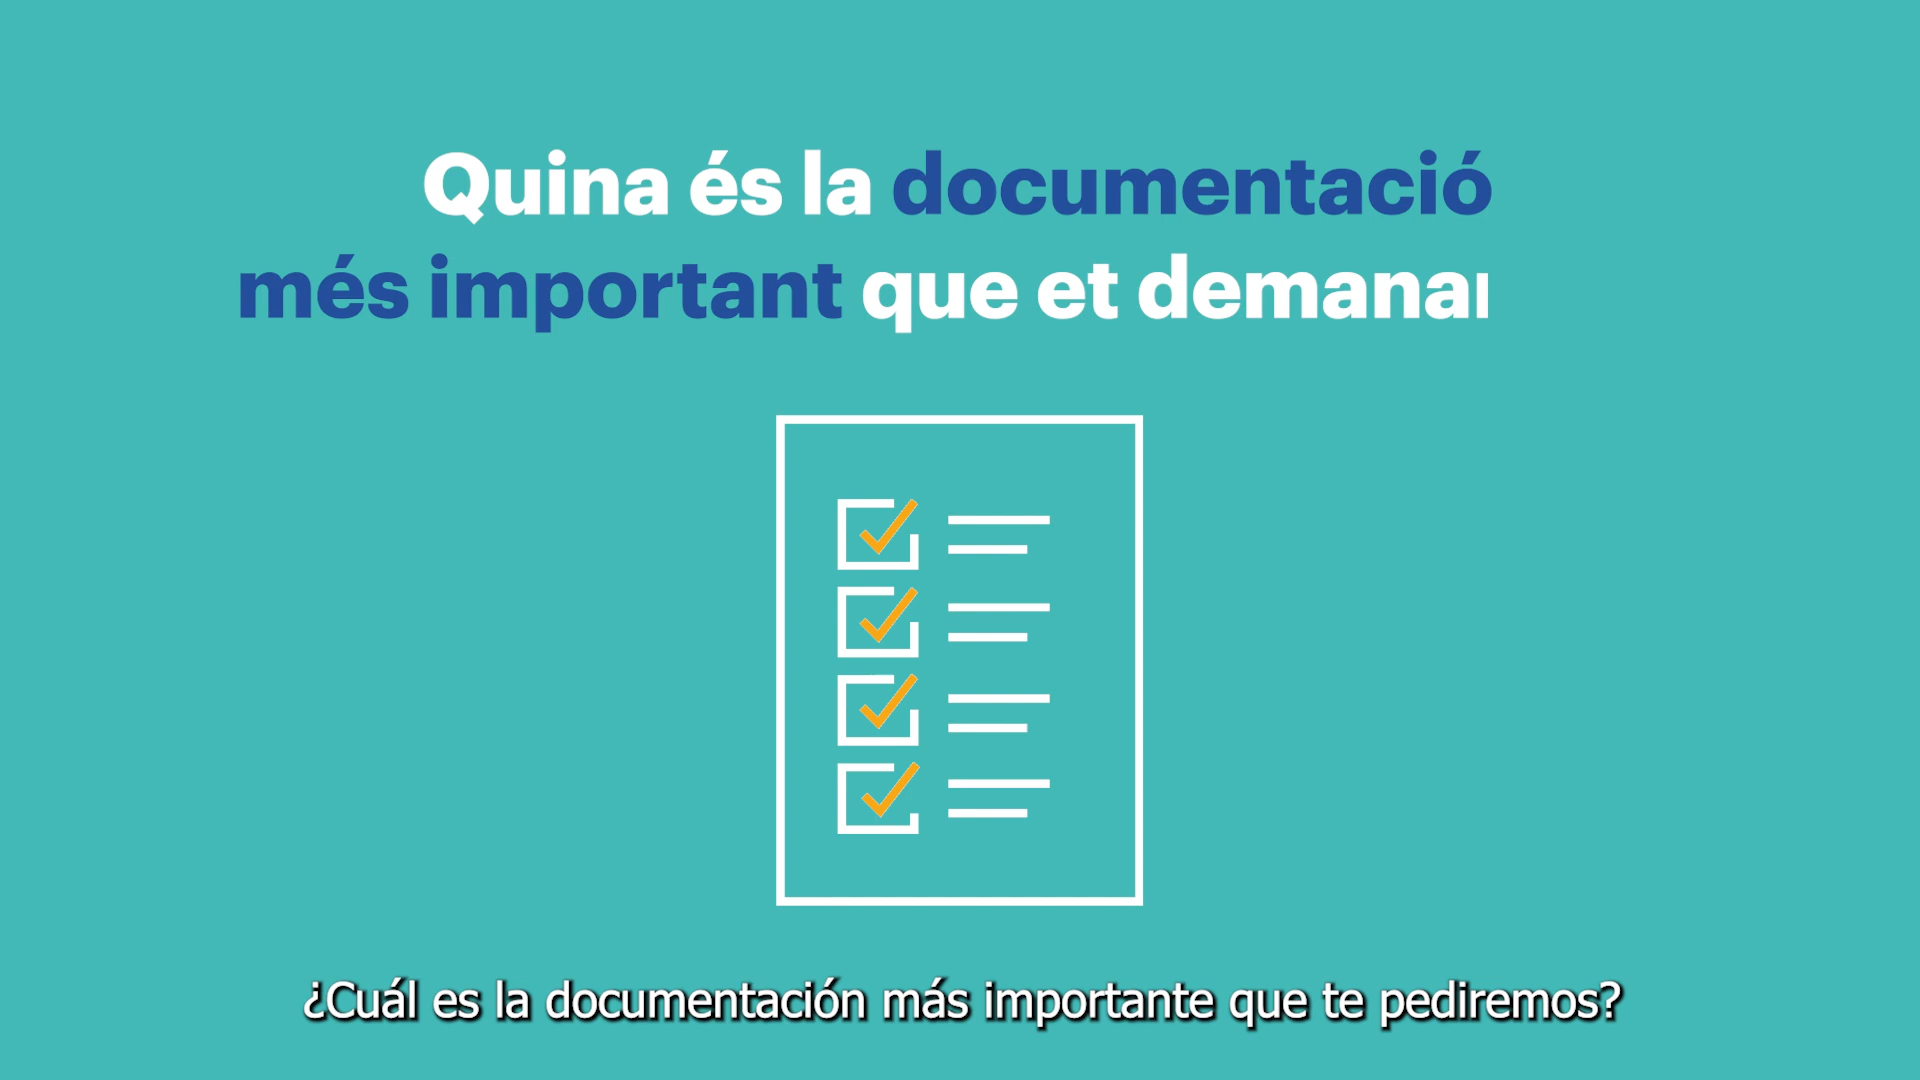 Quina és la documentació
més important que et demana
¿Cuál es la documentación más importante que te pediremos?